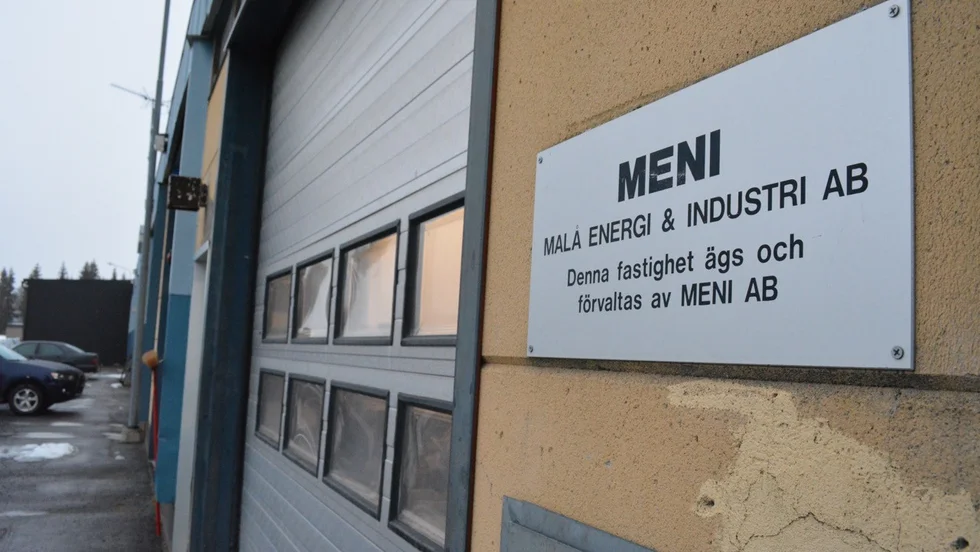 MENI
MALÅ ENERGI & INDUSTRI AB
Denna fastighet ägs och
förvaltas av MENI AB